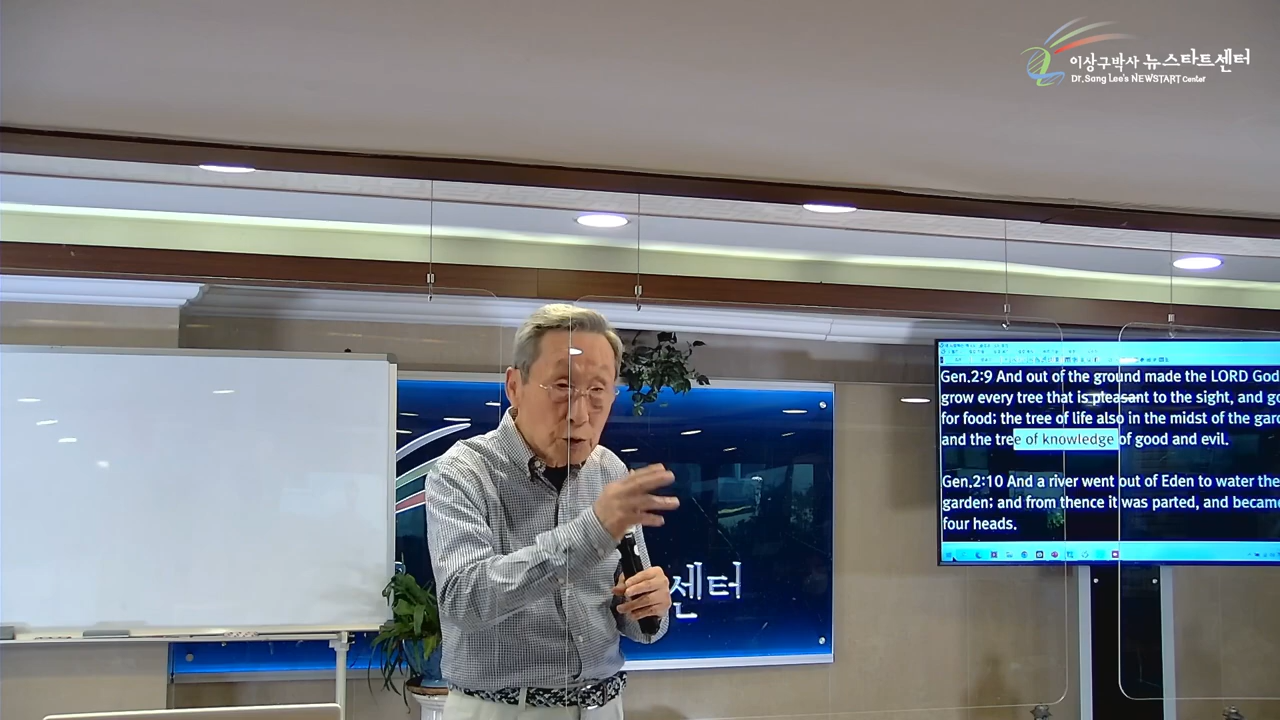 이상구박사 뉴스타트센터
Dr. Sang Lee's NEWSTART Center
Gen.2:9 And out of the ground made the LORD God
grow every tree that is pleasant to the sight, and go
for food; the tree of life also in the midst of the gard
and the tree of knowledge of good and evil.
Gen.2:10 And a river went out of Eden to water the
garden; and from thence it was parted, and became
four heads.
센터